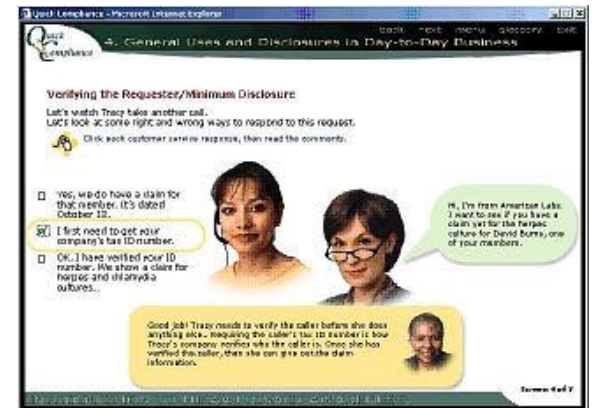 Quick Compliance - Microsoft Internet Explorer
back next menu glossary exit
Quick
Compliance
4. General Uses and Disclosures in Day-to-Day Business
Verifying the Requester/Minimum Disclosure
Let's watch Tracy take another call.
Let's look at some right and wrong ways to respond to this request.
Click each customer service response, then read the comments.
Yes, we do have a claim for
that member. It's dated
October 12.
I first need to get your
company's tax ID number.
OK. I have verified your ID
number. We show a claim for
herpes and chlamydia
cultures..
Hi, I'm from American Labs.
I want to see if you have a
claim yet for the herpes
culture for David Burns, one
of your members.
Good job! Tracy needs to verify the caller before she does
anything else. Requiring the caller's tax ID number is how
Tracy's company verifies who the caller is. Once she has
verified the caller, then she can give out the claim
information.
Screen 4 of 7